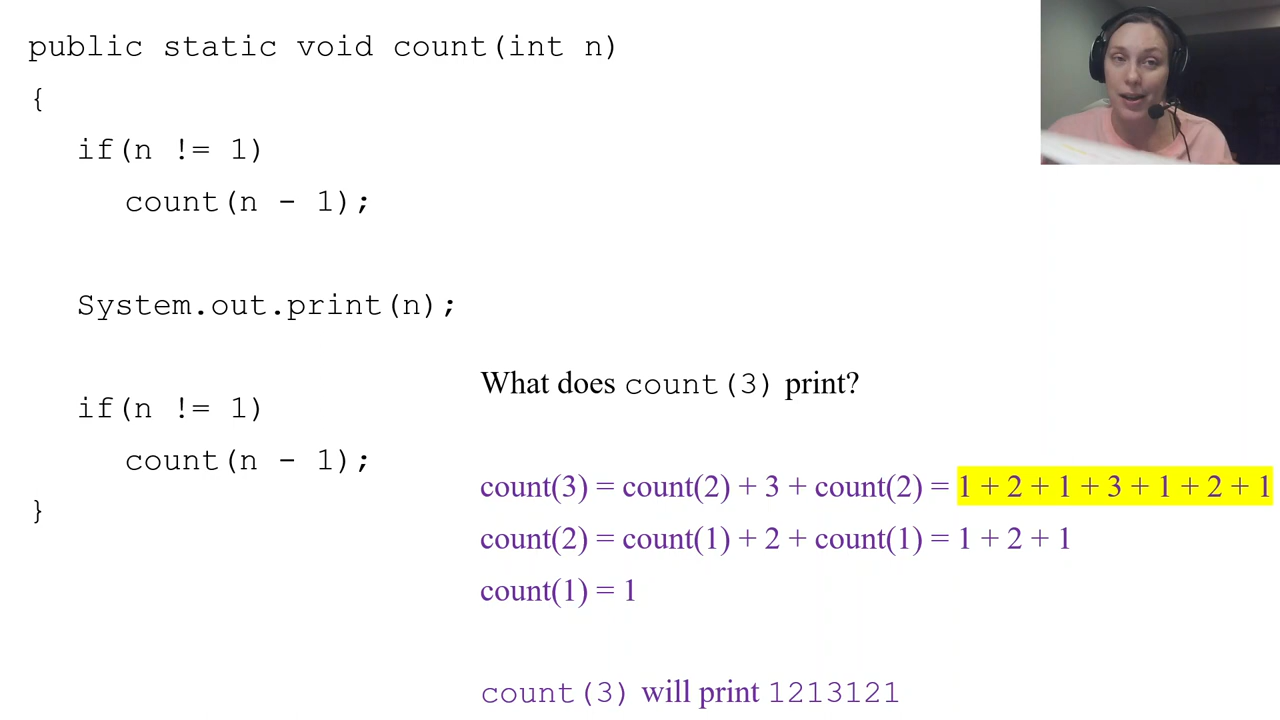 public static void count(int n)
{
if(n != 1)
count(n - 1);
System.out.print(n);
if(n != 1)
count(n - 1);
}
What does count(3) print?
count(3) = count(2) + 3 + count(2) = 1 + 2 + 1 + 3 + 1 + 2 + 1
count(2) = count(1) + 2 + count(1) = 1 + 2 + 1
count(1) = 1
count(3) will print 1213121